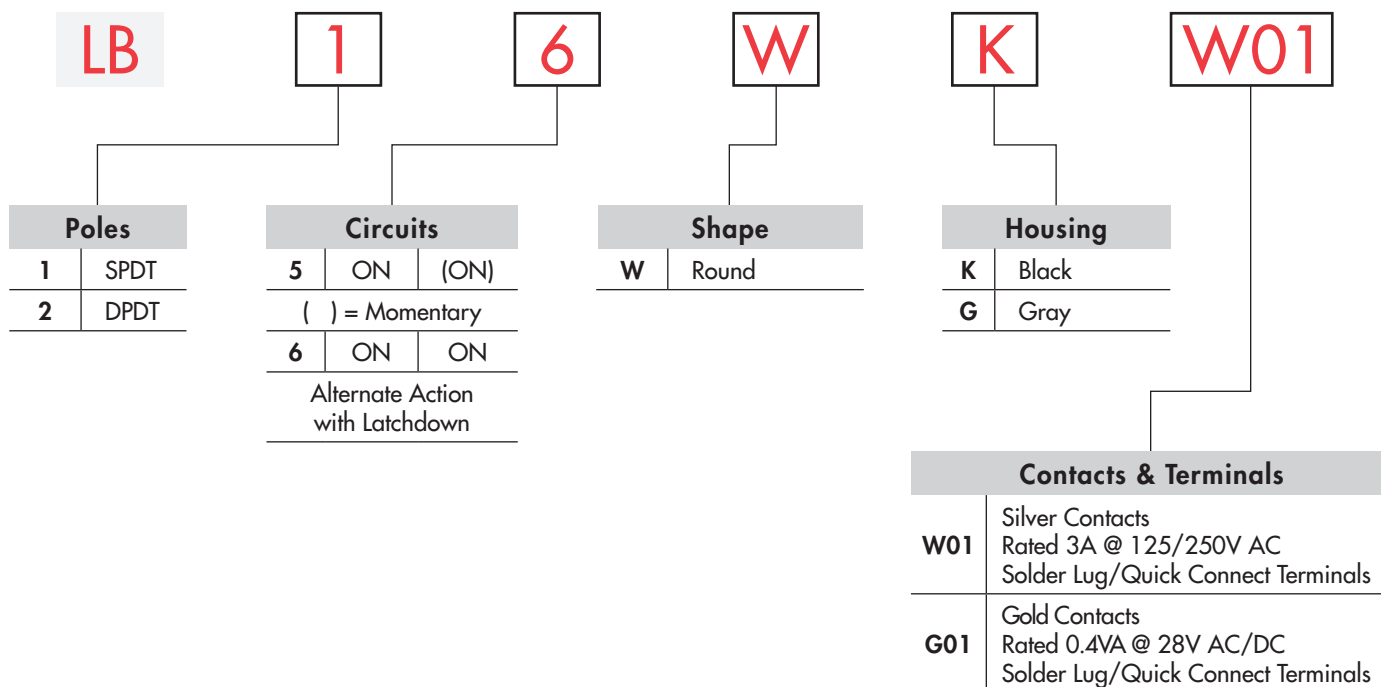 LB 1 6 W K W01
Poles
1 SPDT
2 DPDT
Circuits
5 ON (ON)
( ) = Momentary
6 ON ON
Alternate Action
with Latchdown
Shape
W Round
Housing
K Black
G Gray
Contacts & Terminals
W01 Silver Contacts
Rated 3A @ 125/250V AC
Solder Lug/Quick Connect Terminals
G01 Gold Contacts
Rated 0.4VA @ 28V AC/DC
Solder Lug/Quick Connect Terminals